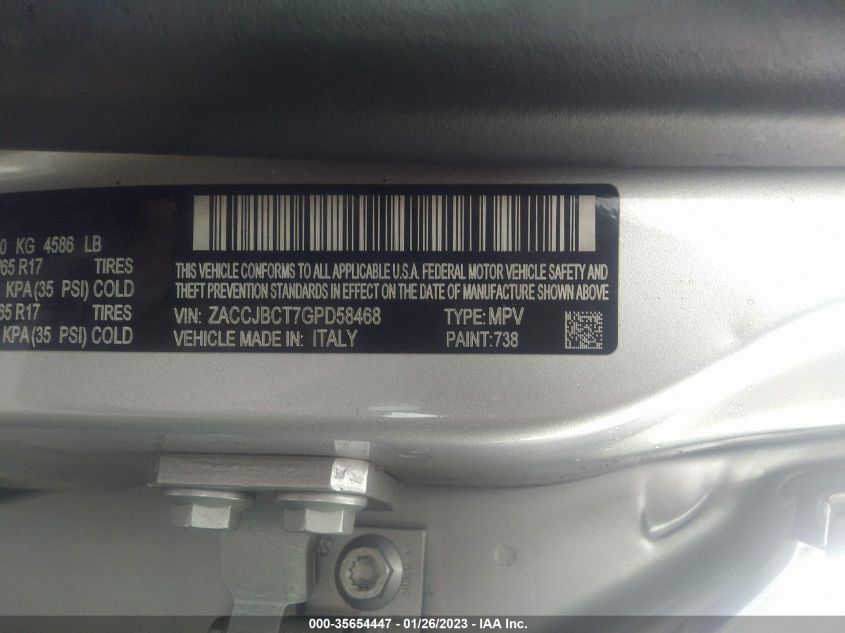 0 KG 4586 LB
/65 R17 TIRES
KPA (35 PSI) COLD
65 R17 TIRES
KPA (35 PSI) COLD
THIS VEHICLE CONFORMS TO ALL APPLICABLE U.S.A. FEDERAL MOTOR VEHICLE SAFETY AND
THEFT PREVENTION STANDARDS IN EFFECT ON THE DATE OF MANUFACTURE SHOWN ABOVE
VIN: ZACCJBCT7GPD58468 TYPE: MPV
VEHICLE MADE IN: ITALY PAINT: 738
000-35654447 - 01/26/2023 - IAA Inc.